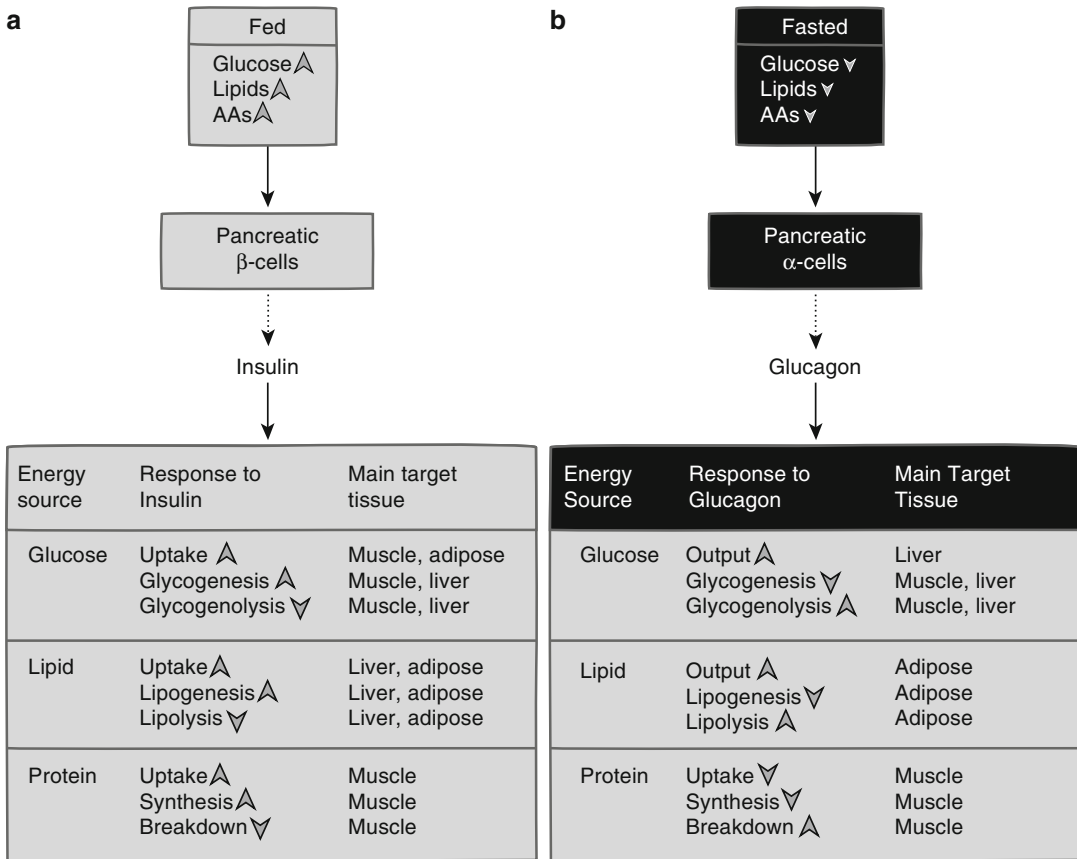 a
Fed
Glucose
Lipids
AAs
Pancreatic
β-cells
Insulin
Energy source
Response to Insulin
Main target tissue
Glucose
Uptake
Muscle, adipose
Glycogenesis
Muscle, liver
Glycogenolysis
Muscle, liver
Lipid
Uptake
Liver, adipose
Lipogenesis
Liver, adipose
Lipolysis
Liver, adipose
Protein
Uptake
Muscle
Synthesis
Muscle
Breakdown
Muscle
b
Fasted
Glucose
Lipids
AAs
Pancreatic
α-cells
Glucagon
Energy Source
Response to Glucagon
Main Target Tissue
Glucose
Output
Liver
Glycogenesis
Muscle, liver
Glycogenolysis
Muscle, liver
Lipid
Output
Adipose
Lipogenesis
Adipose
Lipolysis
Adipose
Protein
Uptake
Muscle
Synthesis
Muscle
Breakdown
Muscle